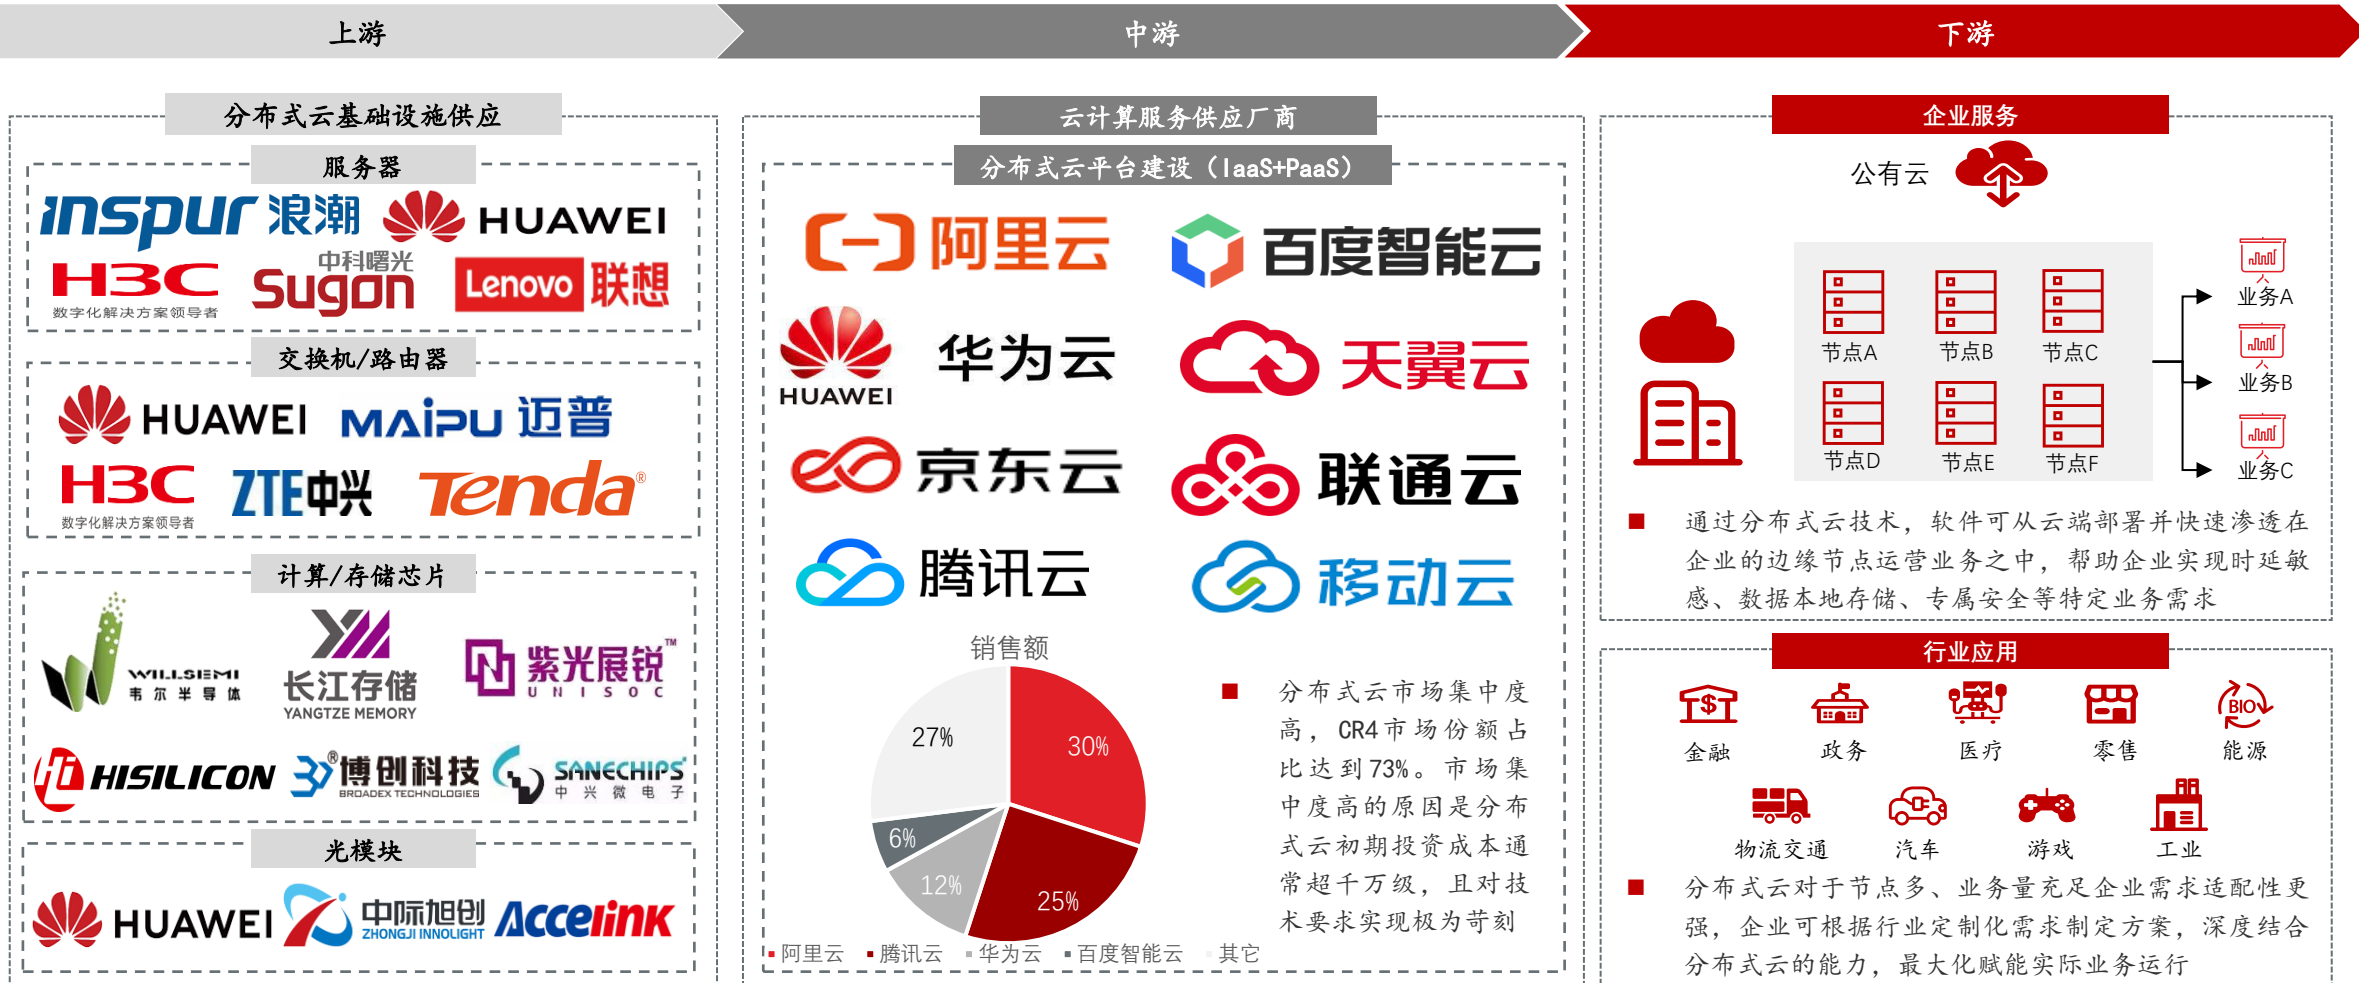 上游
中游
下游
分布式云基础设施供应
服务器
inspur 浪潮
HUAWEI
H3C
数字化解决方案领导者
中科曙光
Sugon
Lenovo 联想
交换机/路由器
HUAWEI
MAIPU 迈普
H3C
数字化解决方案领导者
ZTE中兴
Tenda®
计算/存储芯片
WILLSEMI
韦尔半导体
长江存储
YANGTZE MEMORY
紫光展锐™
UNISOC
HISILICON
®博创科技
BROADEX TECHNOLOGIES
SANECHIPS
中兴微电子
光模块
HUAWEI
中际旭创
ZHONGJI INNOLIGHT
Accelink
云计算服务供应厂商
分布式云平台建设（IaaS+PaaS）
阿里云
百度智能云
HUAWEI
华为云
天翼云
京东云
联通云
腾讯云
移动云
销售额
27%
30%
6%
12%
25%
阿里云
腾讯云
华为云
百度智能云
其它
分布式云市场集中度
高，CR4市场份额占
比达到73%。市场集
中度高的原因是分布
式云初期投资成本通
常超千万级，且对技
术要求实现极为苛刻
企业服务
公有云
节点A
节点B
节点C
节点D
节点E
节点F
业务A
业务B
业务C
通过分布式云技术，软件可从云端部署并快速渗透在
企业的边缘节点运营业务之中，帮助企业实现时延敏
感、数据本地存储、专属安全等特定业务需求
行业应用
BIO
金融
政务
医疗
零售
能源
物流交通
汽车
游戏
工业
分布式云对于节点多、业务量充足企业需求适配性更
强，企业可根据行业定制化需求制定方案，深度结合
分布式云的能力，最大化赋能实际业务运行